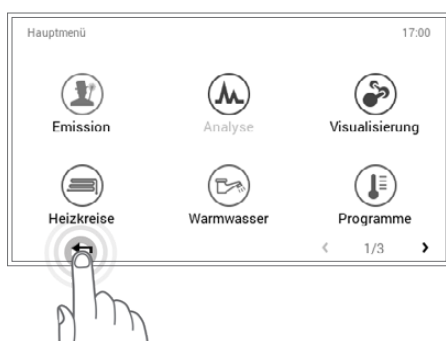 Hauptmenü 17:00
Emission Analyse Visualisierung
Heizkreise Warmwasser Programme
1/3